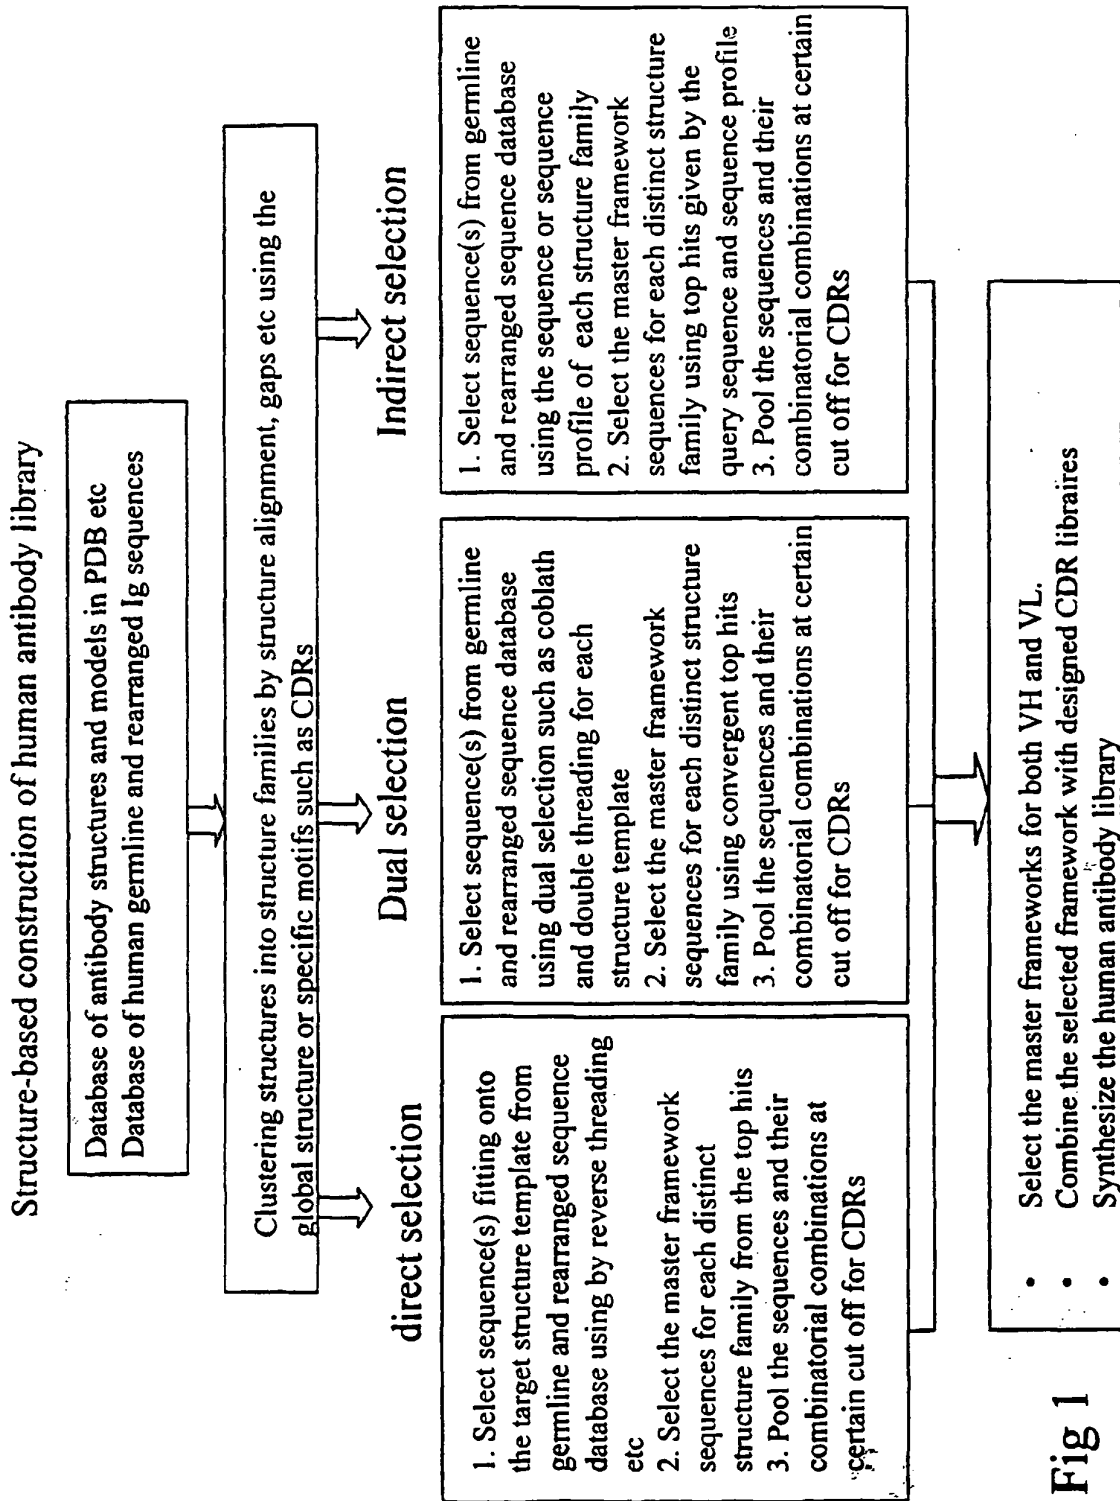 Structure-based construction of human antibody library
Database of antibody structures and models in PDB etc
Database of human germline and rearranged Ig sequences
Clustering structures into structure families by structure alignment, gaps etc using the
global structure or specific motifs such as CDRs
direct selection
1. Select sequence(s) fitting onto
the target structure template from
germline and rearranged sequence
database using by reverse threading
etc
2. Select the master framework
sequences for each distinct
structure family from the top hits
3. Pool the sequences and their
combinatorial combinations at
certain cut off for CDRs
Dual selection
1. Select sequence(s) from germline
and rearranged sequence database
using dual selection such as coblath
and double threading for each
structure template
2. Select the master framework
sequences for each distinct structure
family using convergent top hits
3. Pool the sequences and their
combinatorial combinations at certain
cut off for CDRs
Indirect selection
1. Select sequence(s) from germline
and rearranged sequence database
using the sequence or sequence
profile of each structure family
2. Select the master framework
sequences for each distinct structure
family using top hits given by the
query sequence and sequence profile
3. Pool the sequences and their
combinatorial combinations at certain
cut off for CDRs
• Select the master frameworks for both VH and VL.
• Combine the selected framework with designed CDR libraires
• Synthesize the human antibody library
Fig 1